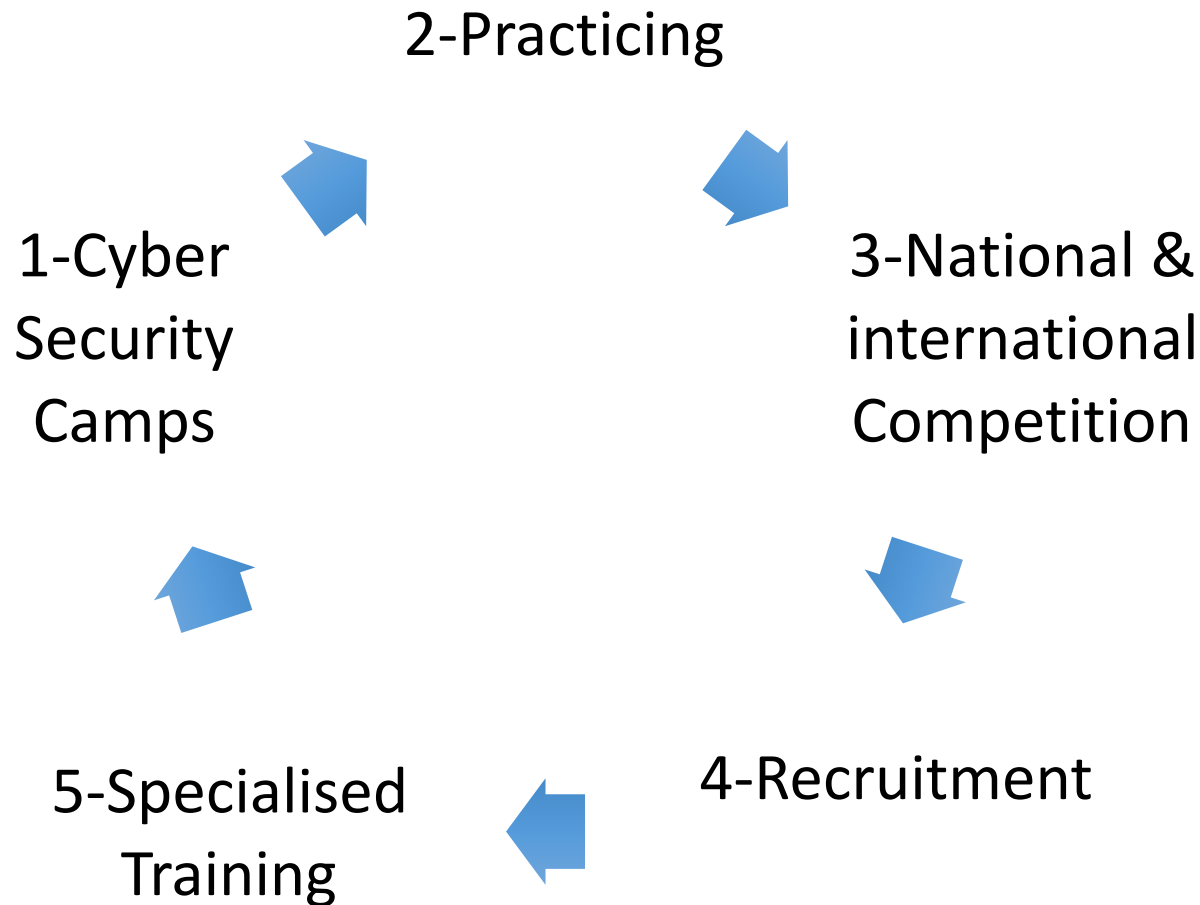 1-Cyber
Security
Camps
2-Practicing
3-National &
international
Competition
4-Recruitment
5-Specialised
Training